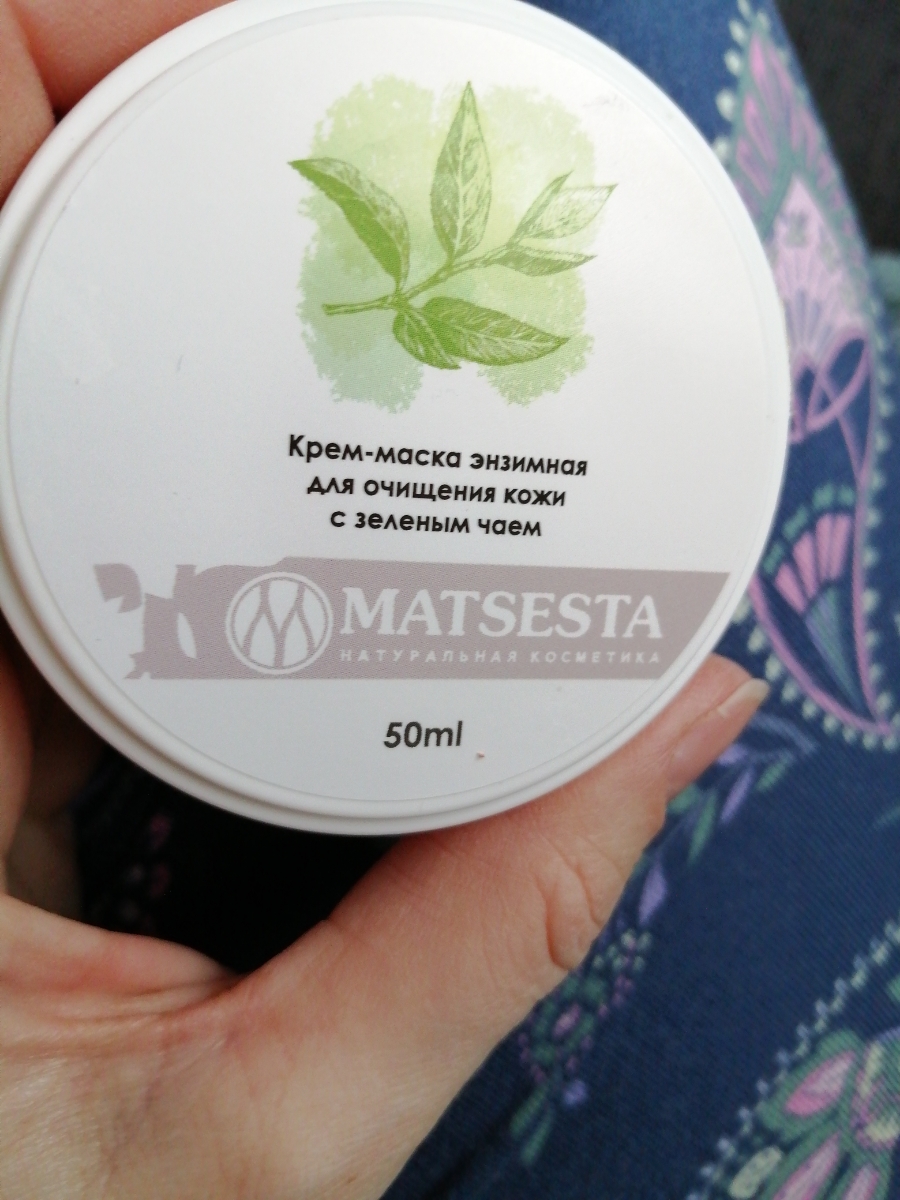 Крем-маска энзимная
для очищения кожи
с зеленым чаем
MATSESTA
НАТУРАЛЬНАЯ КОСМЕТИКА
50ml